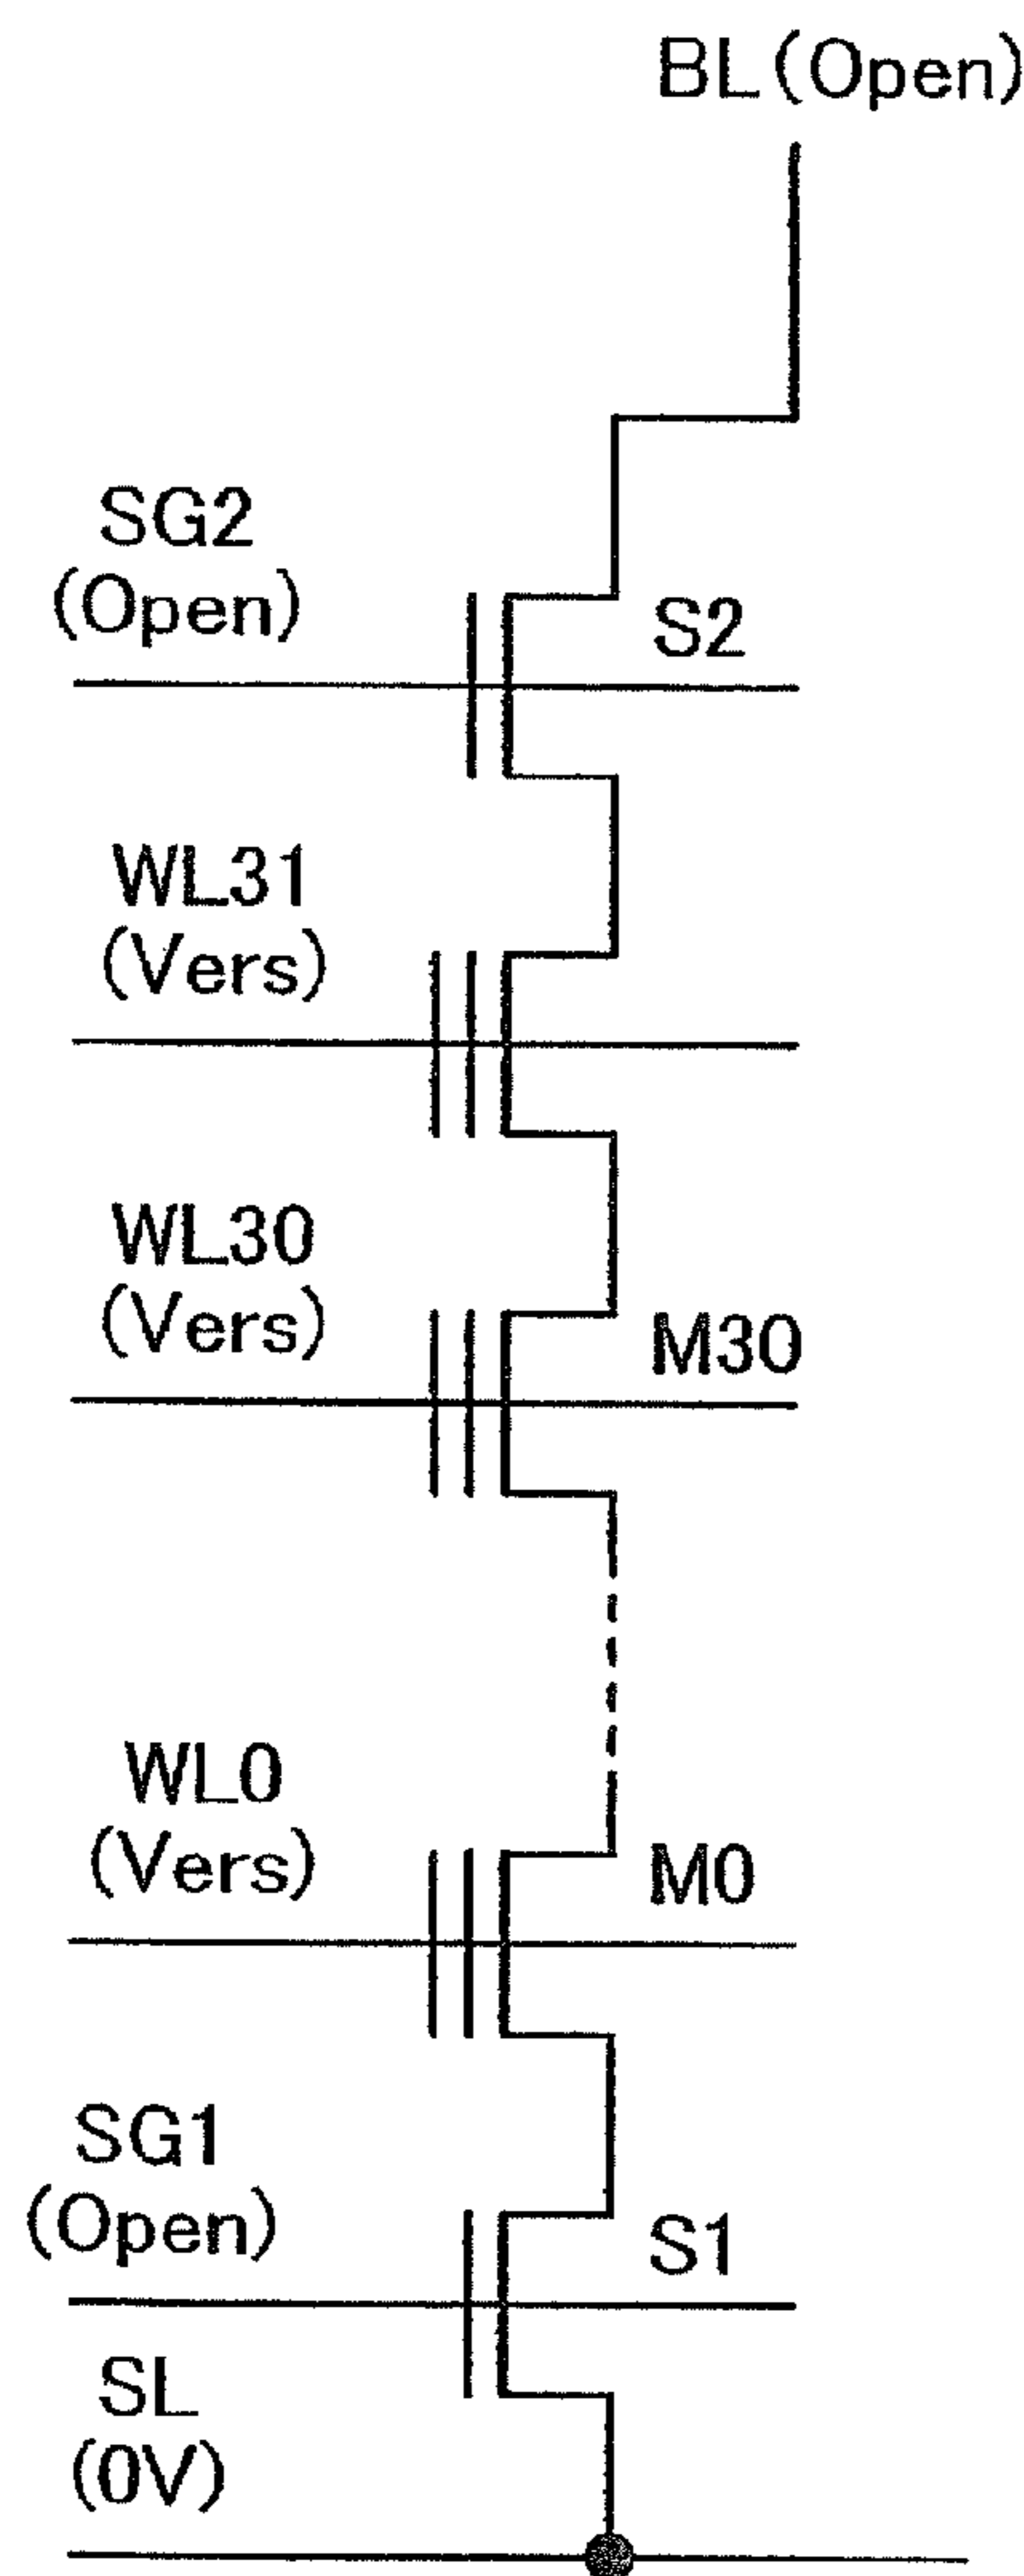 BL(Open)
SG2
(Open)
S2
WL31
(Vers)
WL30
(Vers)
M30
WL0
(Vers)
M0
SG1
(Open)
S1
SL
(0V)